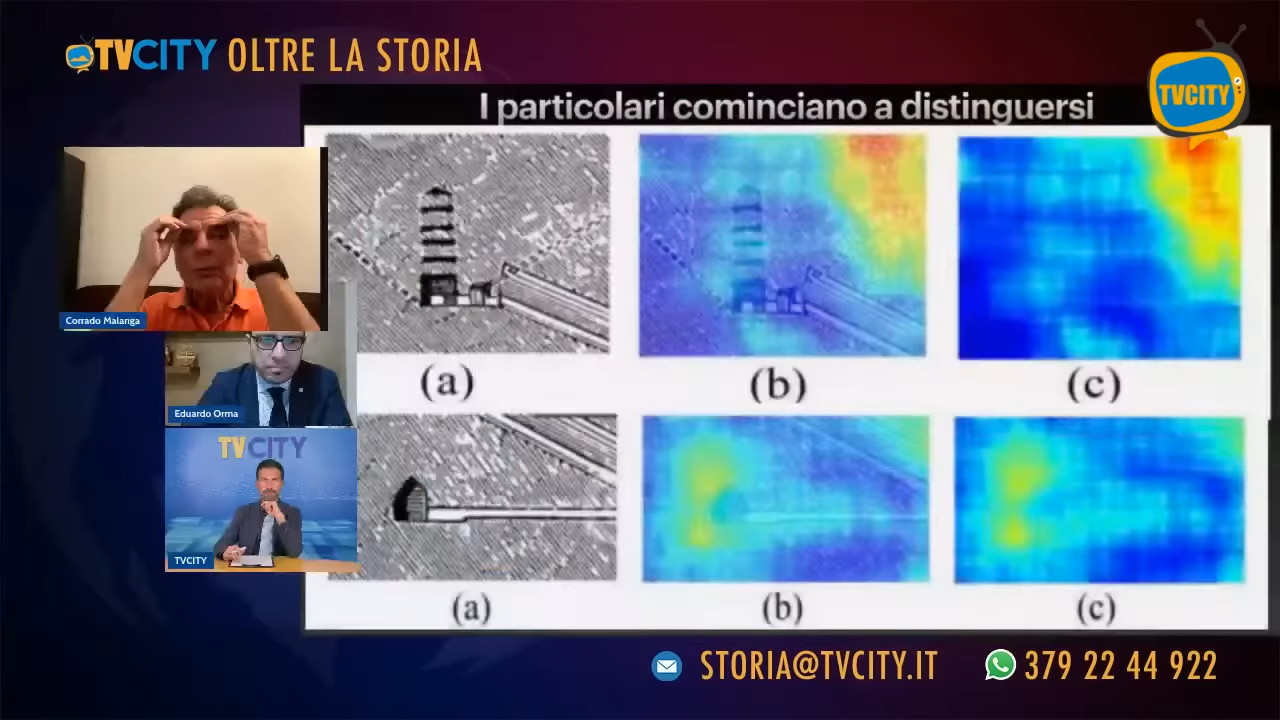 TVCITY OLTRE LA STORIA
TVCITY
I particolari cominciano a distinguersi
Corrado Malanga
(a) (b) (c)
Eduardo Orma
TVCITY
TVCITY
(a) (b) (c)
STORIA@TVCITY.IT 379 22 44 922